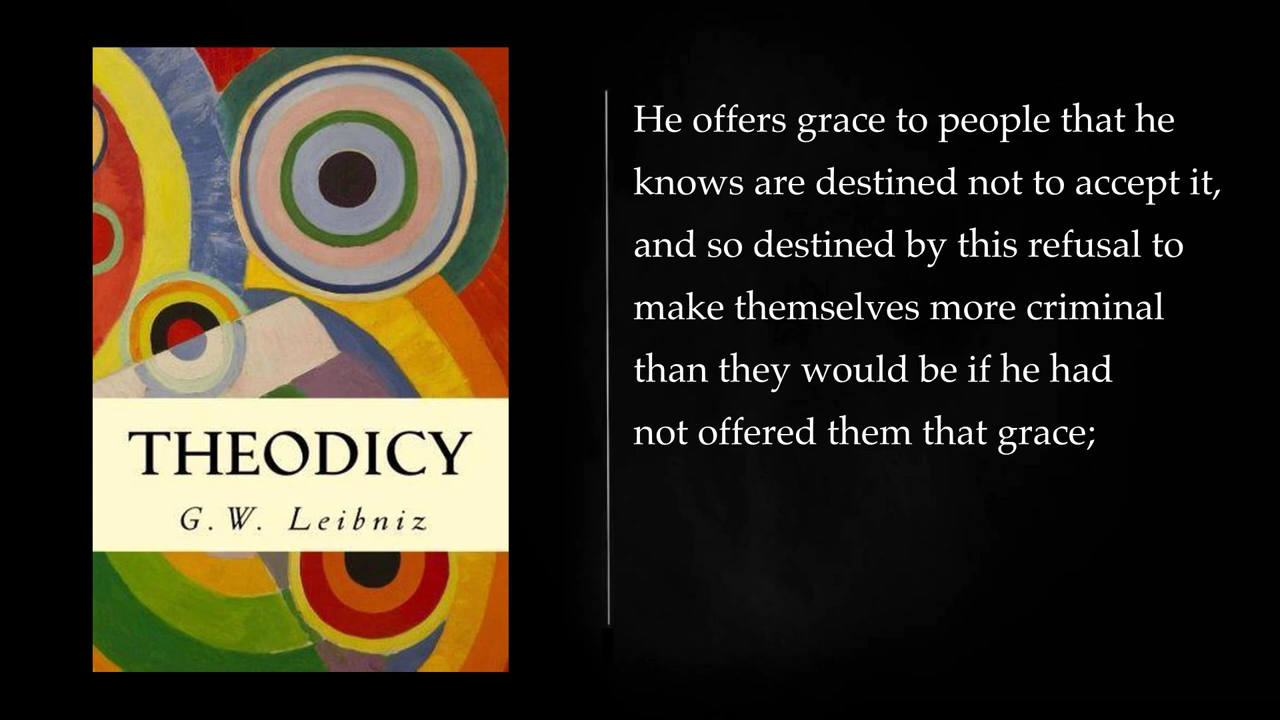 THEODICY
G. W. Leibniz
He offers grace to people that he
knows are destined not to accept it,
and so destined by this refusal to
make themselves more criminal
than they would be if he had
not offered them that grace;